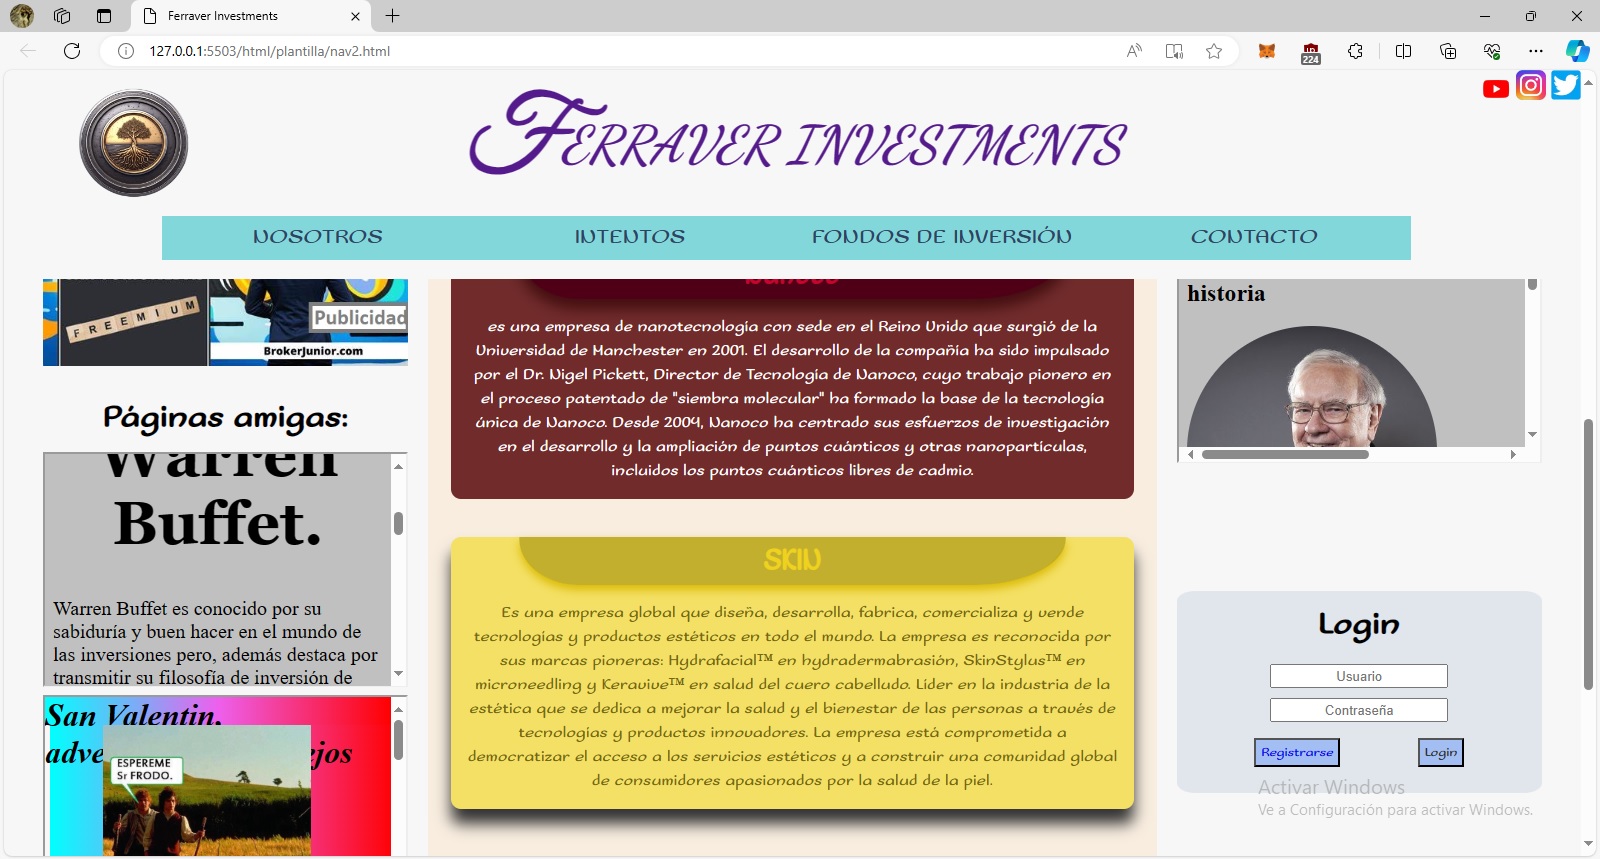 Ferraver Investments
127.0.0.1:5503/html/plantilla/nav2.html
224
FERRAVER INVESTMENTS
NOSOTROS
INTENTOS
FONDOS DE INVERSIÓN
CONTACTO
FREEMIUM
Publicidad
BrokerJunior.com
Páginas amigas:
Warren
Buffet.
Warren Buffet es conocido por su
sabiduría y buen hacer en el mundo de
las inversiones pero, además destaca por
transmitir su filosofía de inversión de
San Valentin,
ESPEREME
Sr FRODO.
es una empresa de nanotecnología con sede en el Reino Unido que surgió de la
Universidad de Manchester en 2001. El desarrollo de la compañía ha sido impulsado
por el Dr. Nigel Pickett, Director de Tecnología de Nanoco, cuyo trabajo pionero en
el proceso patentado de "siembra molecular" ha formado la base de la tecnología
única de Nanoco. Desde 2004, Nanoco ha centrado sus esfuerzos de investigación
en el desarrollo y la ampliación de puntos cuánticos y otras nanopartículas,
incluidos los puntos cuánticos libres de cadmio.
SKIN
Es una empresa global que diseña, desarrolla, fabrica, comercializa y vende
tecnologías y productos estéticos en todo el mundo. La empresa es reconocida por
sus marcas pioneras: Hydrafacial™ en hydradermabrasión, SkinStylus™ en
microneedling y Keravive™ en salud del cuero cabelludo. Líder en la industria de la
estética que se dedica a mejorar la salud y el bienestar de las personas a través de
tecnologías y productos innovadores. La empresa está comprometida a
democratizar el acceso a los servicios estéticos y a construir una comunidad global
de consumidores apasionados por la salud de la piel.
historia
Login
Usuario
Contraseña
Registrarse
Login
Activar Windows
Ve a Configuración para activar Windows.